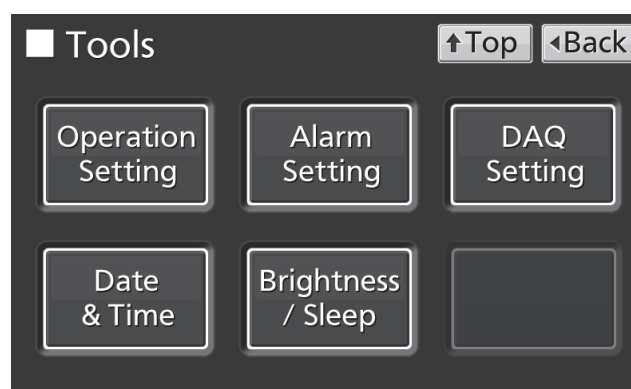 Tools
Top
Back
Operation
Setting
Alarm
Setting
DAQ
Setting
Date
& Time
Brightness
/ Sleep